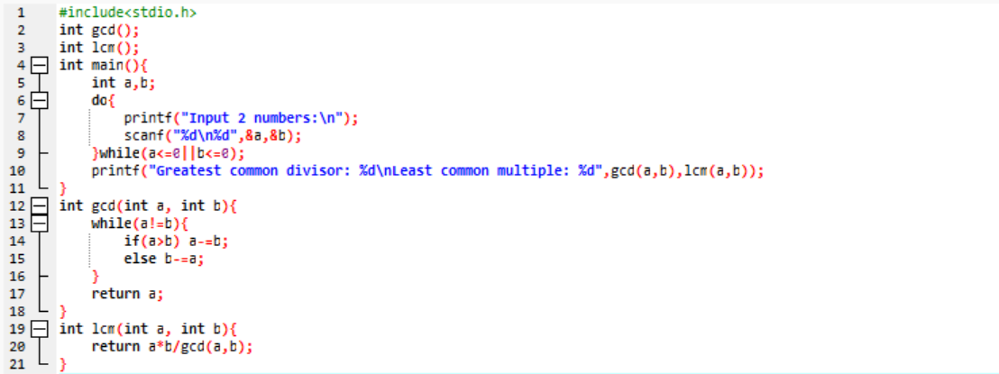 1 #include<stdio.h>
2 int gcd();
3 int lcm();
4 int main(){
5 int a,b;
6 do{
7 printf("Input 2 numbers:\n");
8 scanf("%d\n%d",&a,&b);
9 }while(a<=0||b<=0);
10 printf("Greatest common divisor: %d\nLeast common multiple: %d",gcd(a,b),lcm(a,b));
11 }
12 int gcd(int a, int b){
13 while(a!=b){
14 if(a>b) a-=b;
15 else b-=a;
16 }
17 return a;
18 }
19 int lcm(int a, int b){
20 return a*b/gcd(a,b);
21 }